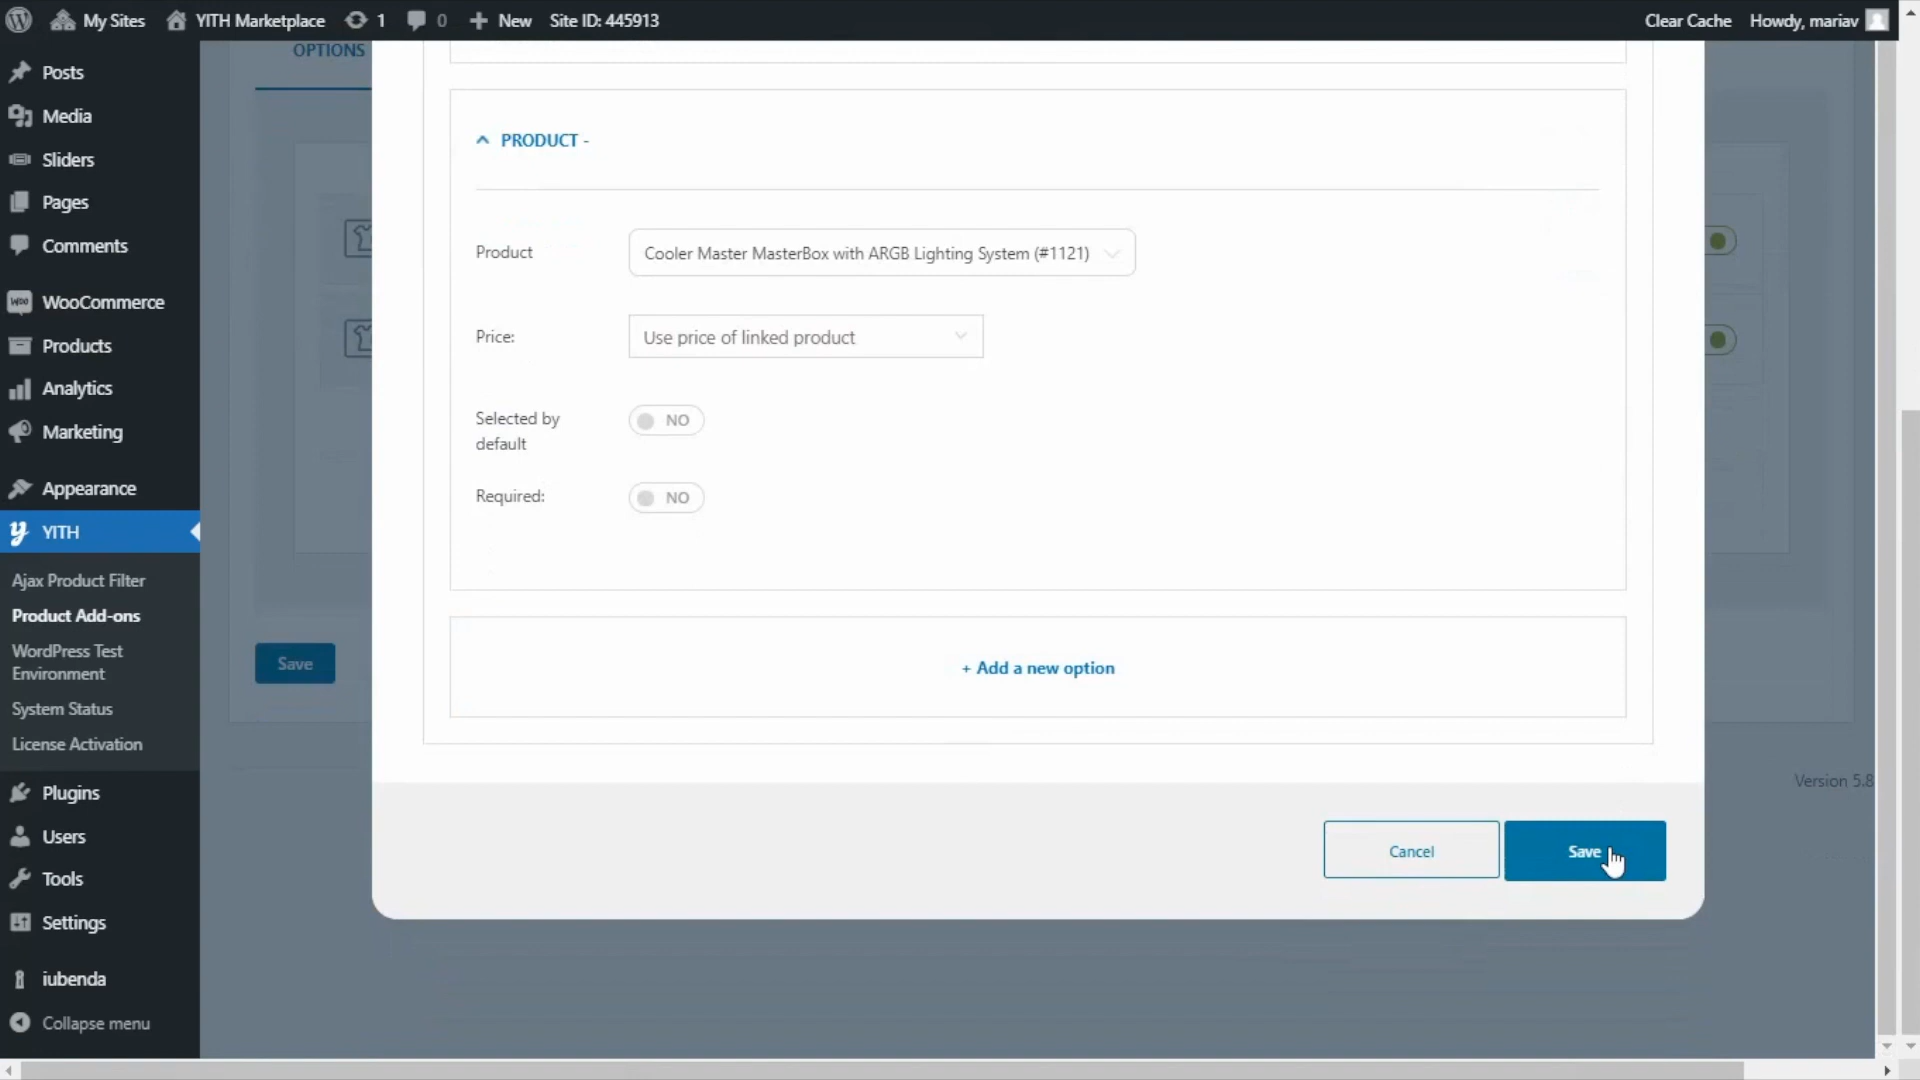 My Sites
YITH Marketplace
1
0
New
Site ID: 445913
Clear Cache
Howdy, mariav
Posts
Media
Sliders
Pages
Comments
WooCommerce
Products
Analytics
Marketing
Appearance
YITH
Ajax Product Filter
Product Add-ons
WordPress Test
Environment
System Status
License Activation
Plugins
Users
Tools
Settings
iubenda
Collapse menu
OPTIONS
Save
PRODUCT -
Product
Cooler Master MasterBox with ARGB Lighting System (#1121)
Price:
Use price of linked product
Selected by
default
NO
Required:
NO
+ Add a new option
Cancel
Save
Version 5.8